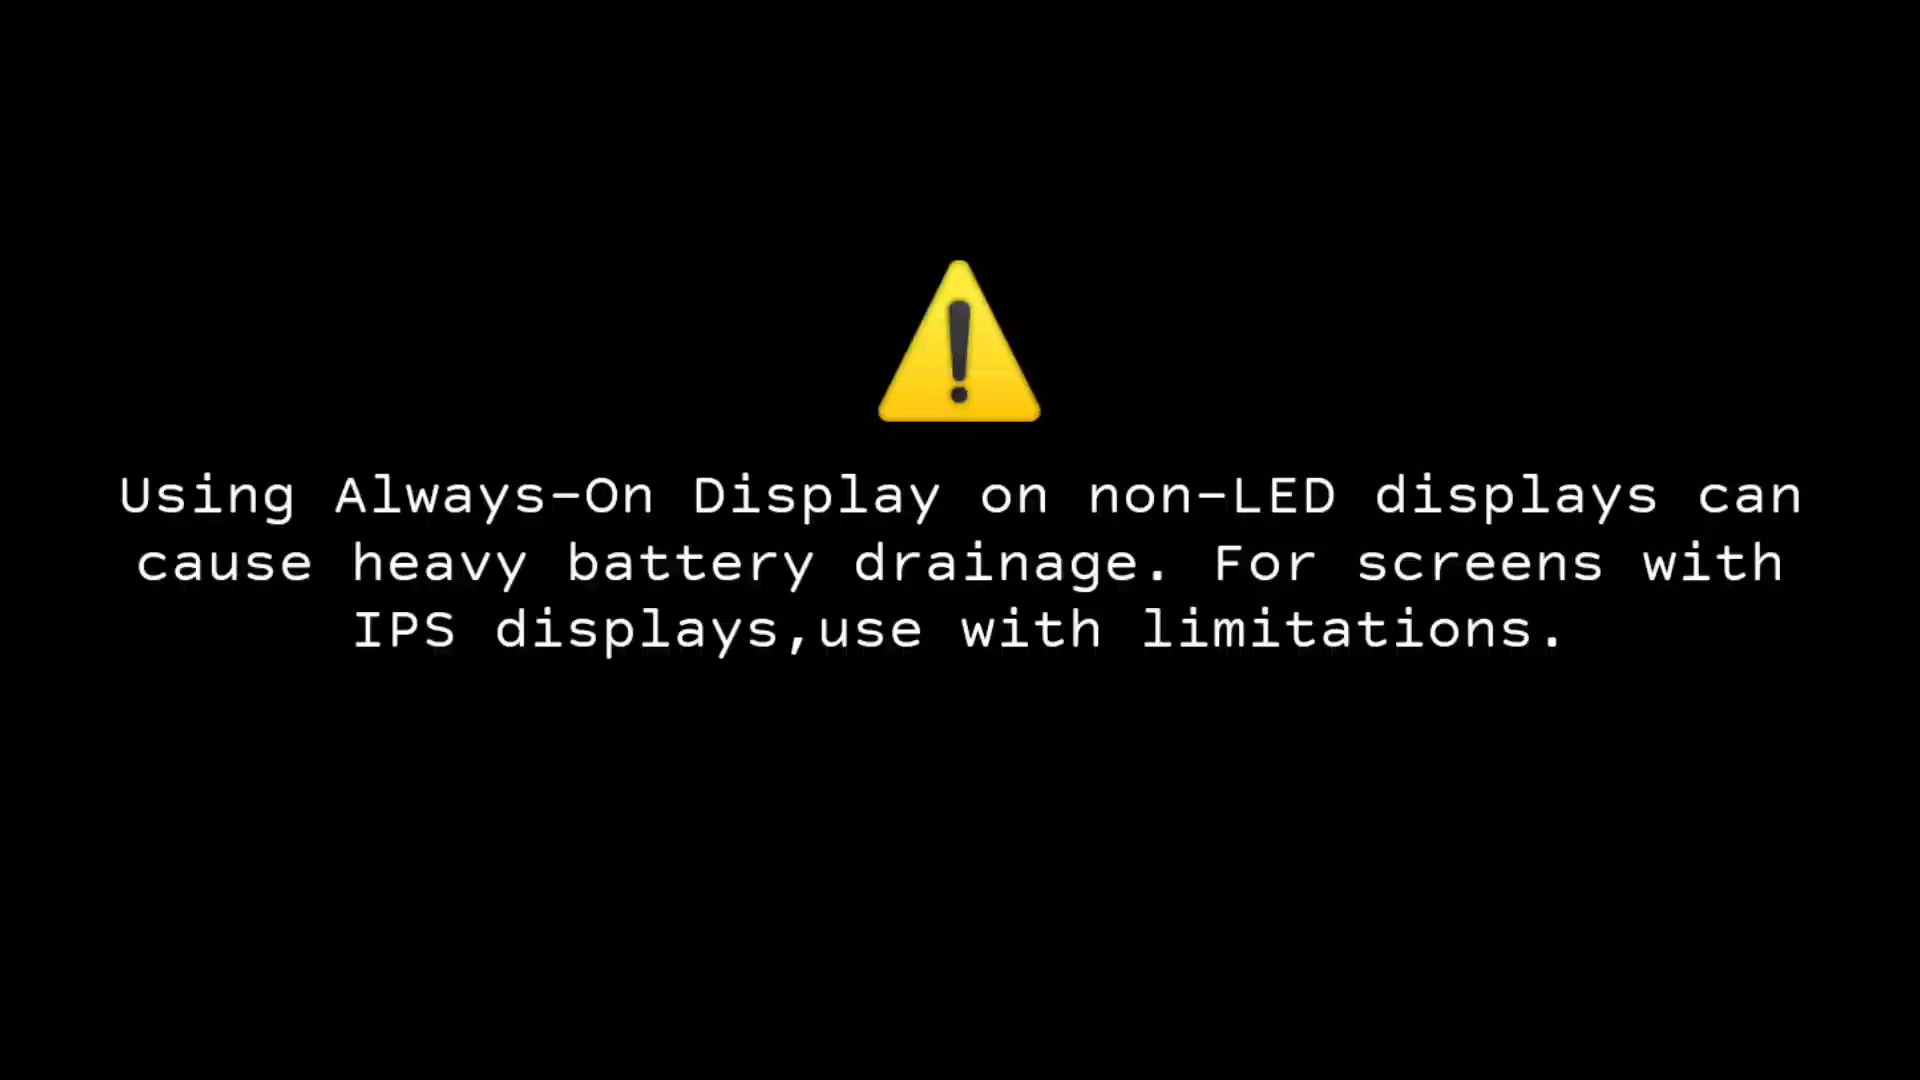 Using Always-On Display on non-LED displays can
cause heavy battery drainage. For screens with
IPS displays,use with limitations.